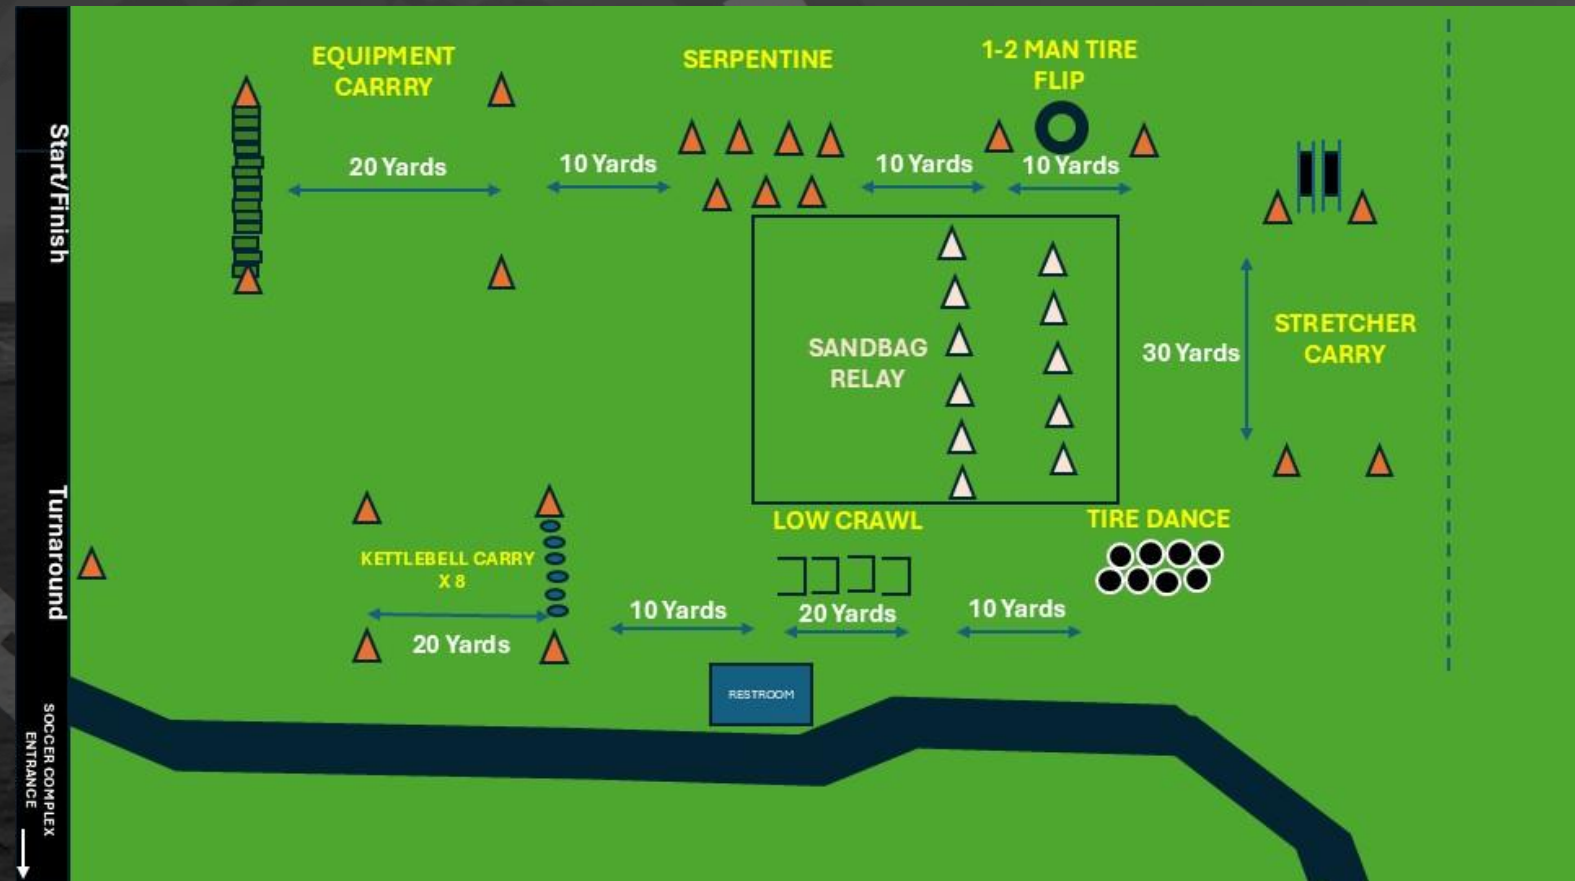 EQUIPMENT
CARRRY
SERPENTINE
1-2 MAN TIRE
FLIP
Start/Finish
20 Yards
10 Yards
10 Yards
10 Yards
SANDBAG
RELAY
30 Yards
STRETCHER
CARRY
Turnaround
KETTLEBELL CARRY
X 8
20 Yards
LOW CRAWL
TIRE DANCE
10 Yards
20 Yards
10 Yards
RESTROOM
SOCCER COMPLEX
ENTRANCE